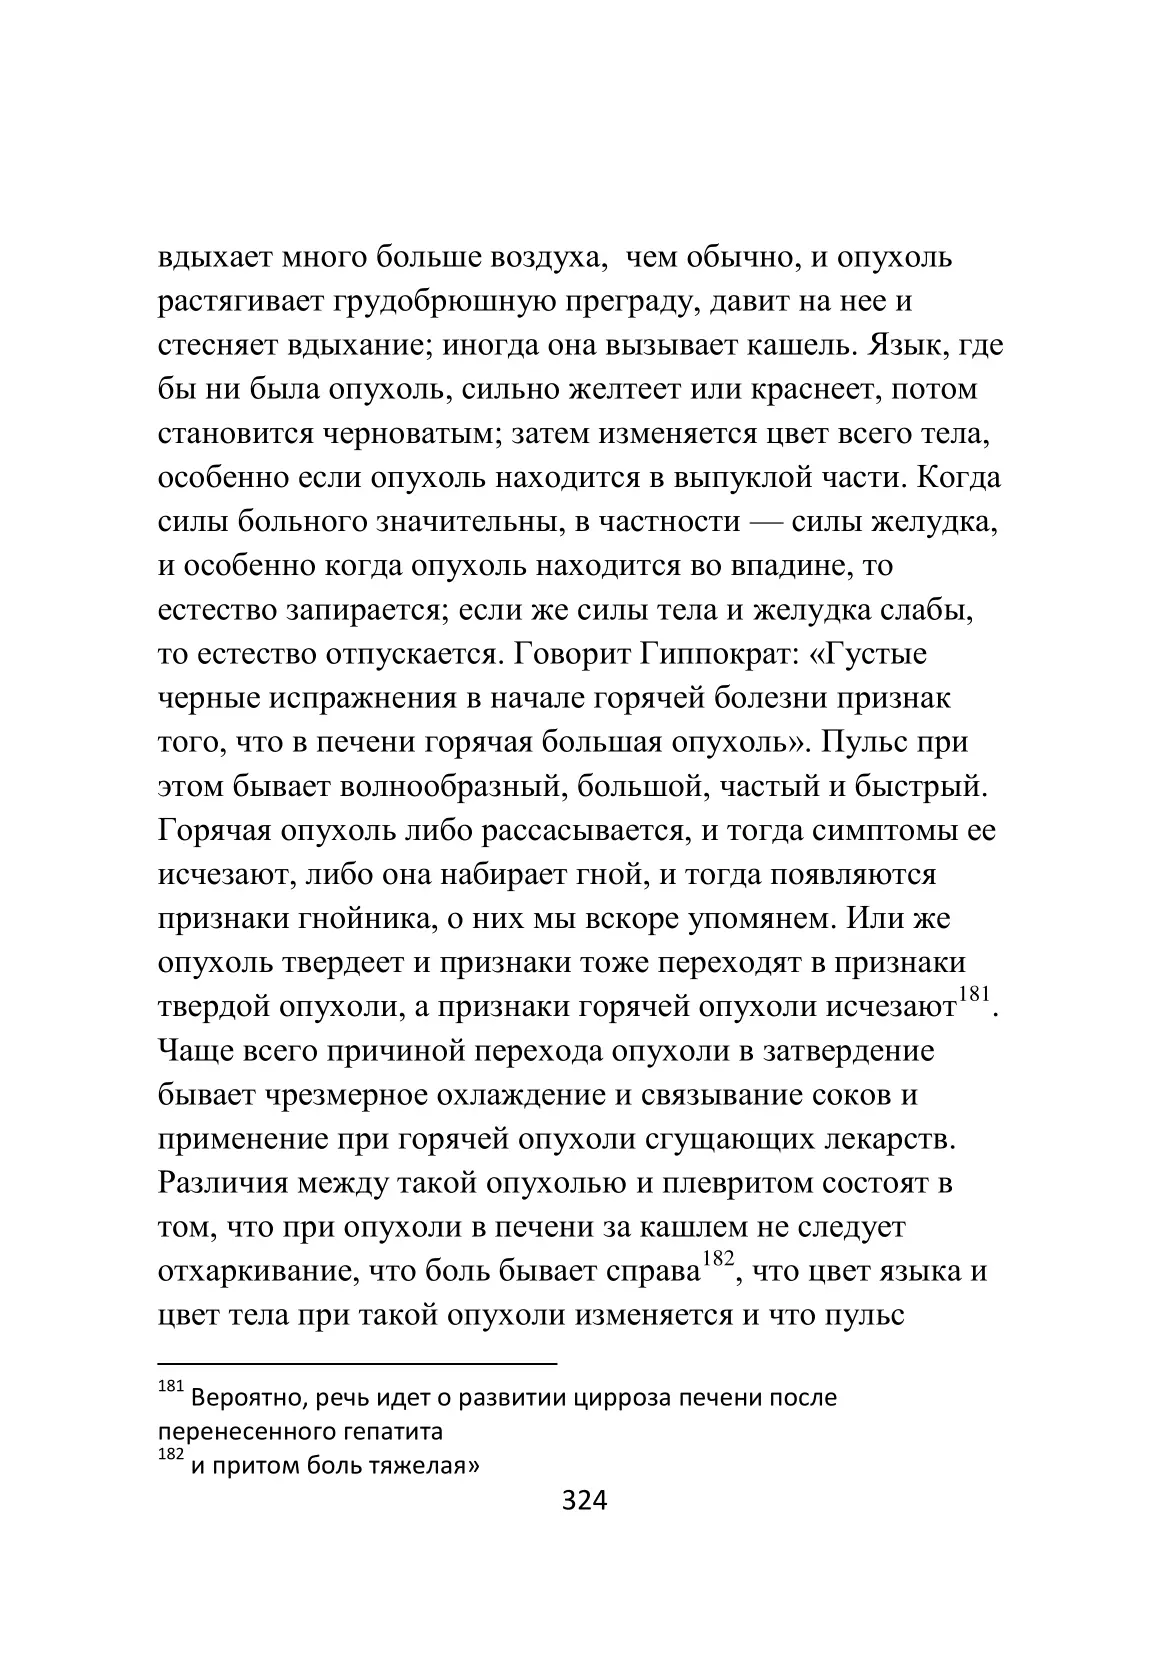 вдыхает много больше воздуха,  чем обычно, и опухоль
растягивает грудобрюшную преграду, давит на нее и
стесняет вдыхание; иногда она вызывает кашель. Язык, где
бы ни была опухоль, сильно желтеет или краснеет, потом
становится черноватым; затем изменяется цвет всего тела,
особенно если опухоль находится в выпуклой части. Когда
силы больного значительны, в частности — силы желудка,
и особенно когда опухоль находится во впадине, то
естество запирается; если же силы тела и желудка слабы,
то естество отпускается. Говорит Гиппократ: «Густые
черные испражнения в начале горячей болезни признак
того, что в печени горячая большая опухоль». Пульс при
этом бывает волнообразный, большой, частый и быстрый.
Горячая опухоль либо рассасывается, и тогда симптомы ее
исчезают, либо она набирает гной, и тогда появляются
признаки гнойника, о них мы вскоре упомянем. Или же
опухоль твердеет и признаки тоже переходят в признаки
твердой опухоли, а признаки горячей опухоли исчезают181.
Чаще всего причиной перехода опухоли в затвердение
бывает чрезмерное охлаждение и связывание соков и
применение при горячей опухоли сгущающих лекарств.
Различия между такой опухолью и плевритом состоят в
том, что при опухоли в печени за кашлем не следует
отхаркивание, что боль бывает справа182, что цвет языка и
цвет тела при такой опухоли изменяется и что пульс
181 Вероятно, речь идет о развитии цирроза печени после
перенесенного гепатита
182 и притом боль тяжелая»
324